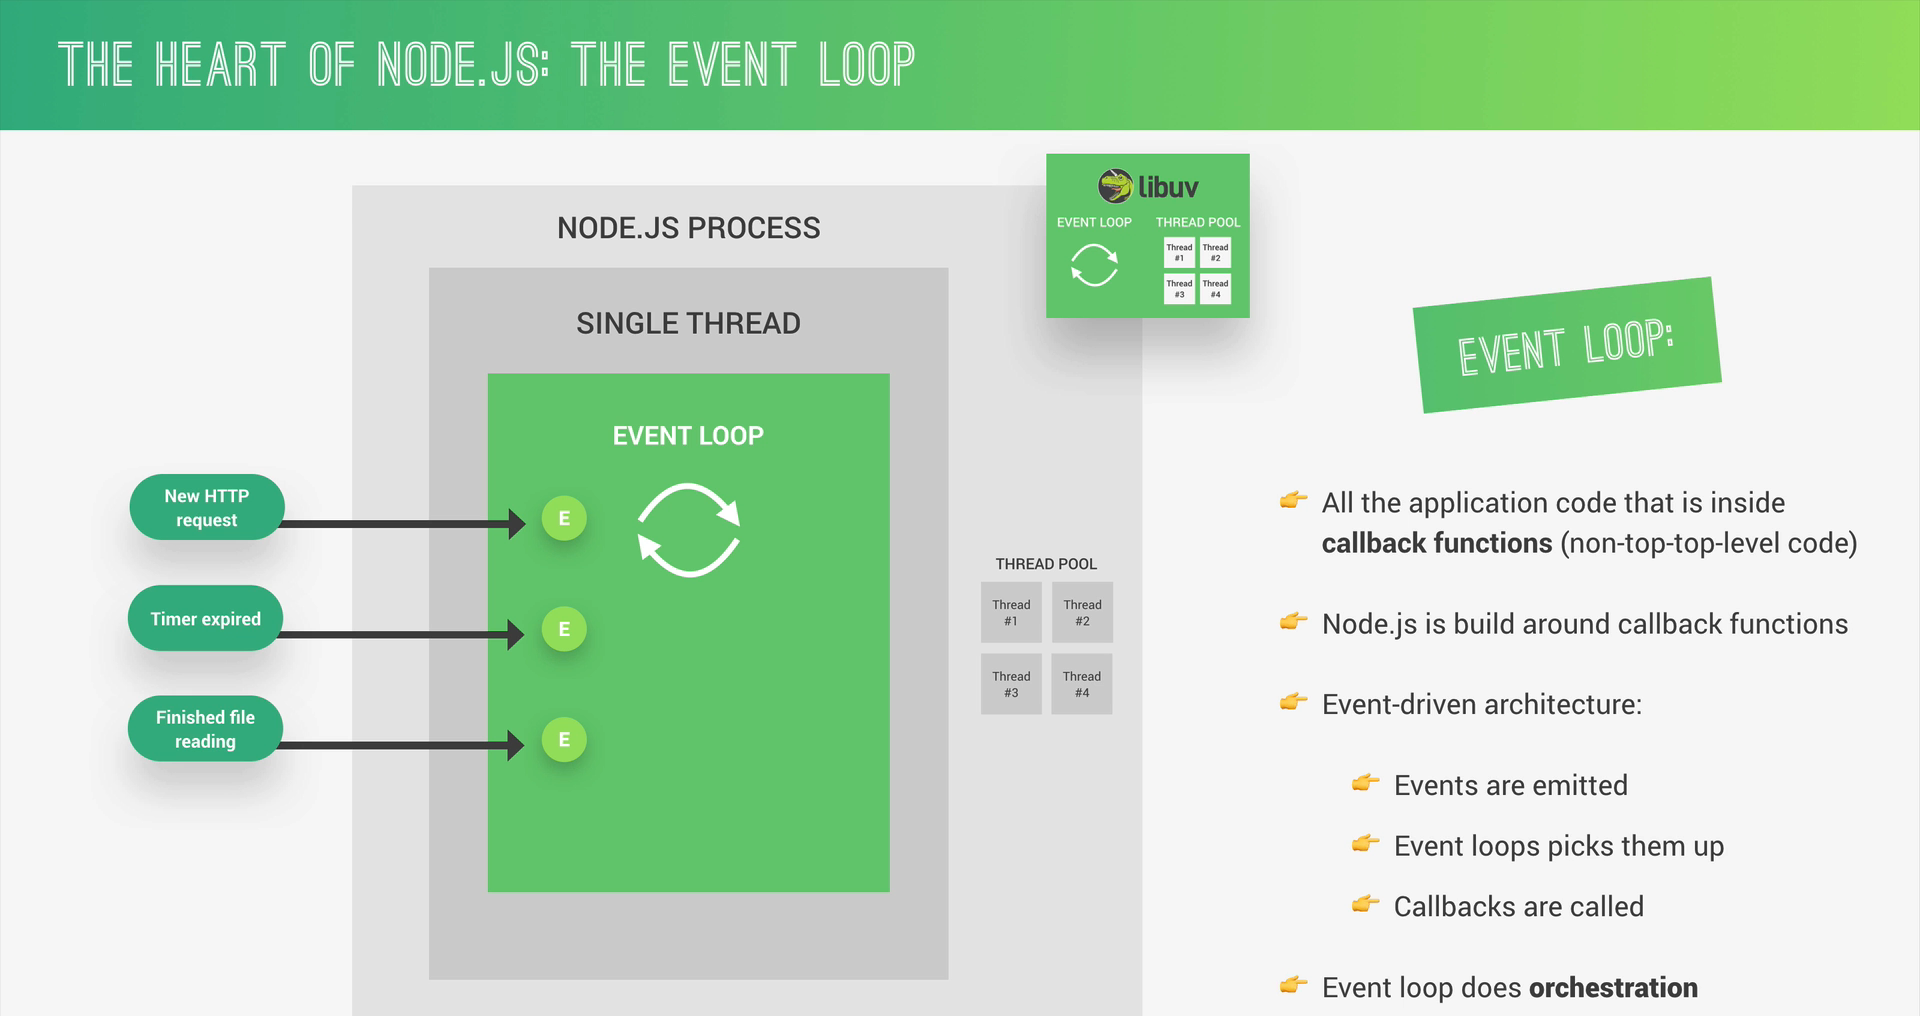 THE HEART OF NODE.JS: THE EVENT LOOP
NODE.JS PROCESS
SINGLE THREAD
EVENT LOOP
New HTTP
request
E
Timer expired
E
Finished file
reading
E
THREAD POOL
Thread
#1
Thread
#2
Thread
#3
Thread
#4
libuv
EVENT LOOP
THREAD POOL
Thread
#1
Thread
#2
Thread
#3
Thread
#4
EVENT LOOP:
All the application code that is inside
callback functions (non-top-top-level code)
Node.js is build around callback functions
Event-driven architecture:
Events are emitted
Event loops picks them up
Callbacks are called
Event loop does orchestration